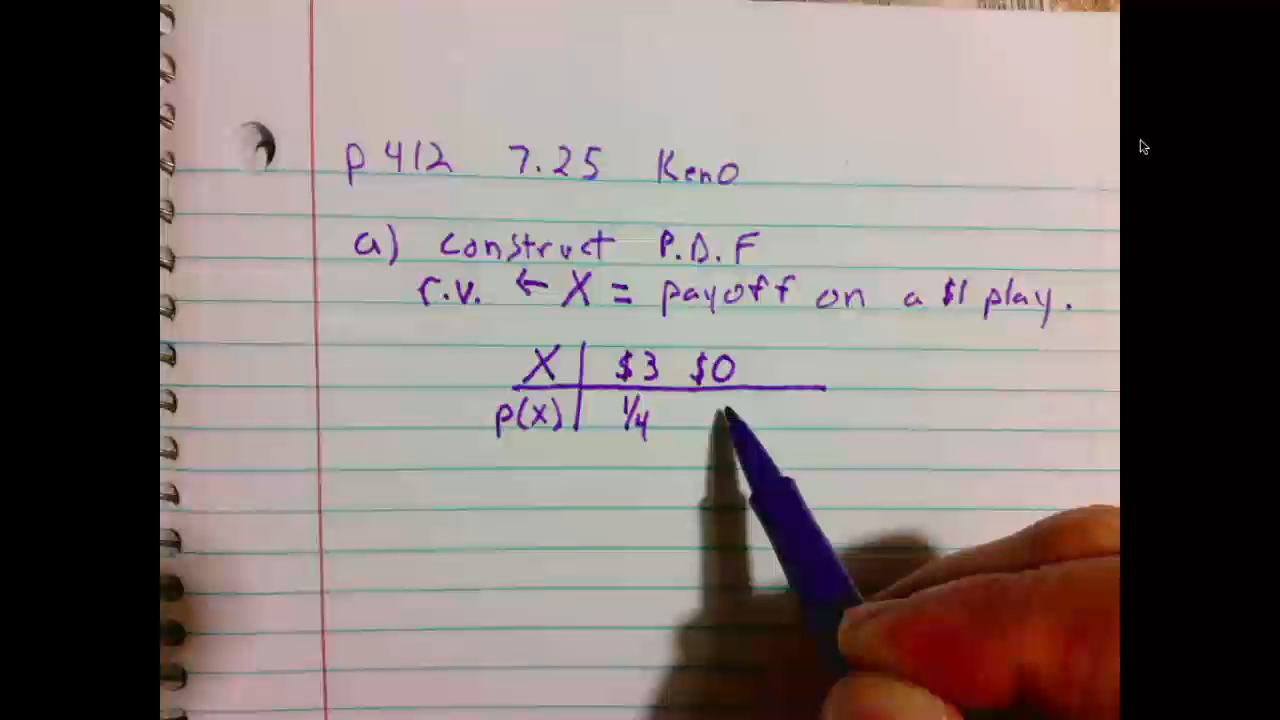 p 412 7.25 Keno
a) construct P.D.F
r.v. ← X = payoff on a $1 play.
X | $3 $0
p(x) | 1/4